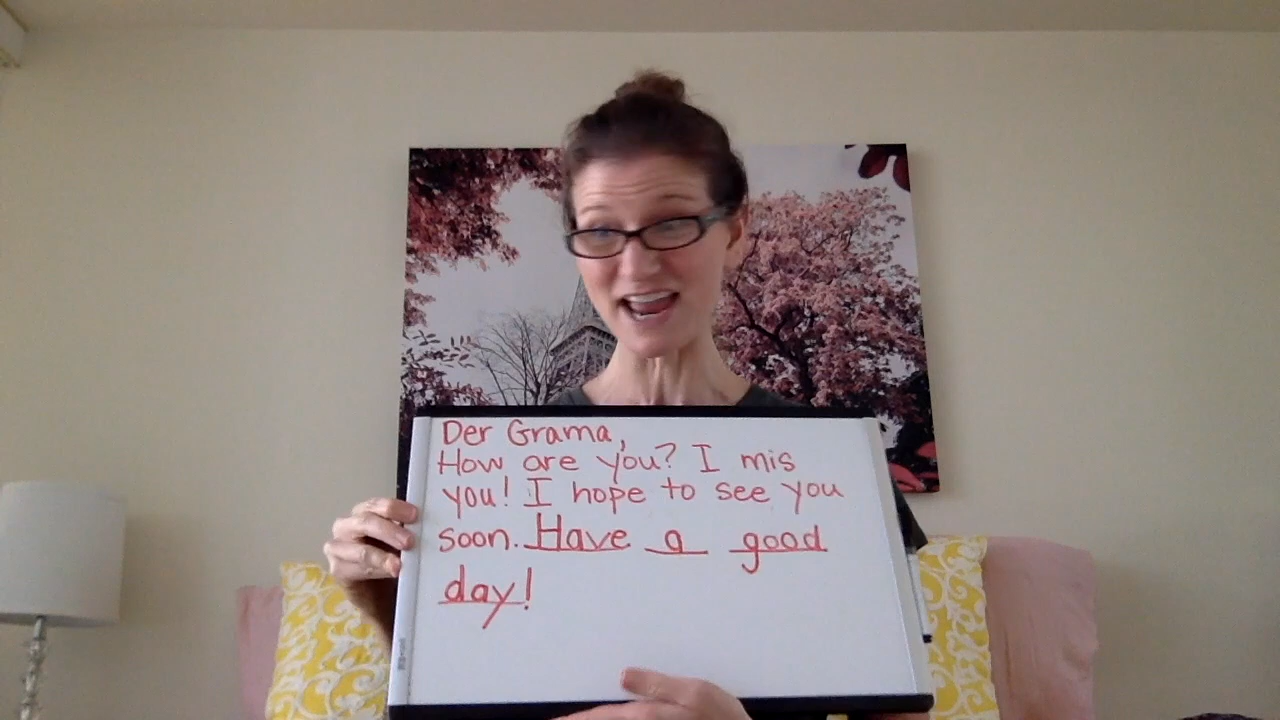 Der Grama,
How are you? I mis
you! I hope to see you
soon. Have a good
day!